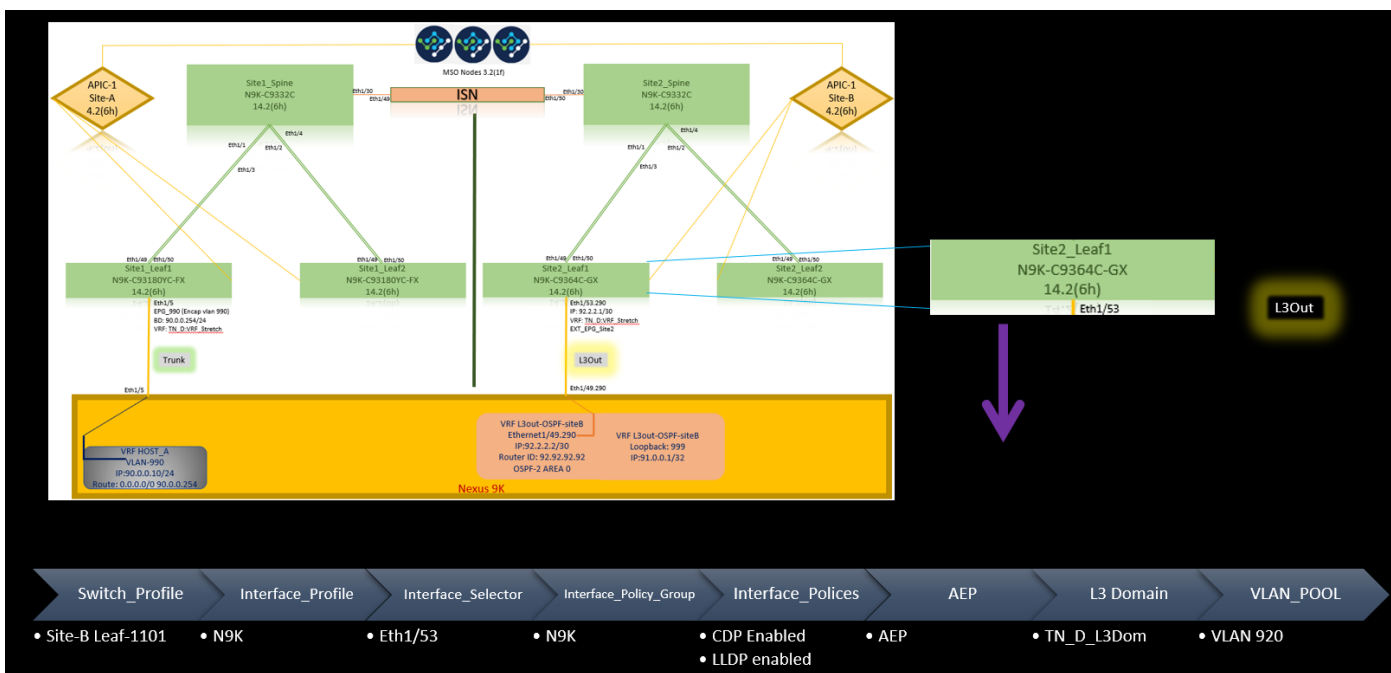 MSO Nodes 3.2(1f)
APIC-1
Site-A
4.2(6h)
Site1_Spine
N9K-C9332C
14.2(6h)
Eth1/30
Eth1/49
ISN
Eth1/30
Eth1/50
Site2_Spine
N9K-C9332C
14.2(6h)
APIC-1
Site-B
4.2(6h)
Eth1/4
Eth1/1
Eth1/2
Eth1/3
Eth1/4
Eth1/1
Eth1/2
Eth1/3
Eth1/49 Eth1/50
Site1_Leaf1
N9K-C93180YC-FX
14.2(6h)
Eth1/49 Eth1/50
Site1_Leaf2
N9K-C93180YC-FX
14.2(6h)
Eth1/49 Eth1/50
Site2_Leaf1
N9K-C9364C-GX
14.2(6h)
Eth1/49 Eth1/50
Site2_Leaf2
N9K-C9364C-GX
14.2(6h)
Eth1/5
EPG_990 (Encap vlan 990)
BD: 90.0.0.254/24
VRF: TN_D:VRF_Stretch
Trunk
Eth1/5
Eth1/53.290
IP: 92.2.2.1/30
VRF: TN_D:VRF_Stretch
EXT_EPG_Site2
L3Out
Eth1/49.290
VRF HOST_A
VLAN-990
IP:90.0.0.10/24
Route: 0.0.0.0/0 90.0.0.254
VRF L3out-OSPF-siteB
Ethernet1/49.290
IP:92.2.2.2/30
Router ID: 92.92.92.92
OSPF-2 AREA 0
VRF L3out-OSPF-siteB
Loopback: 999
IP:91.0.0.1/32
Nexus 9K
Site2_Leaf1
N9K-C9364C-GX
14.2(6h)
Eth1/53
L3Out
Switch_Profile
Interface_Profile
Interface_Selector
Interface_Policy_Group
Interface_Polices
AEP
L3 Domain
VLAN_POOL
• Site-B Leaf-1101
• N9K
• Eth1/53
• N9K
• CDP Enabled
• LLDP enabled
• AEP
• TN_D_L3Dom
• VLAN 920